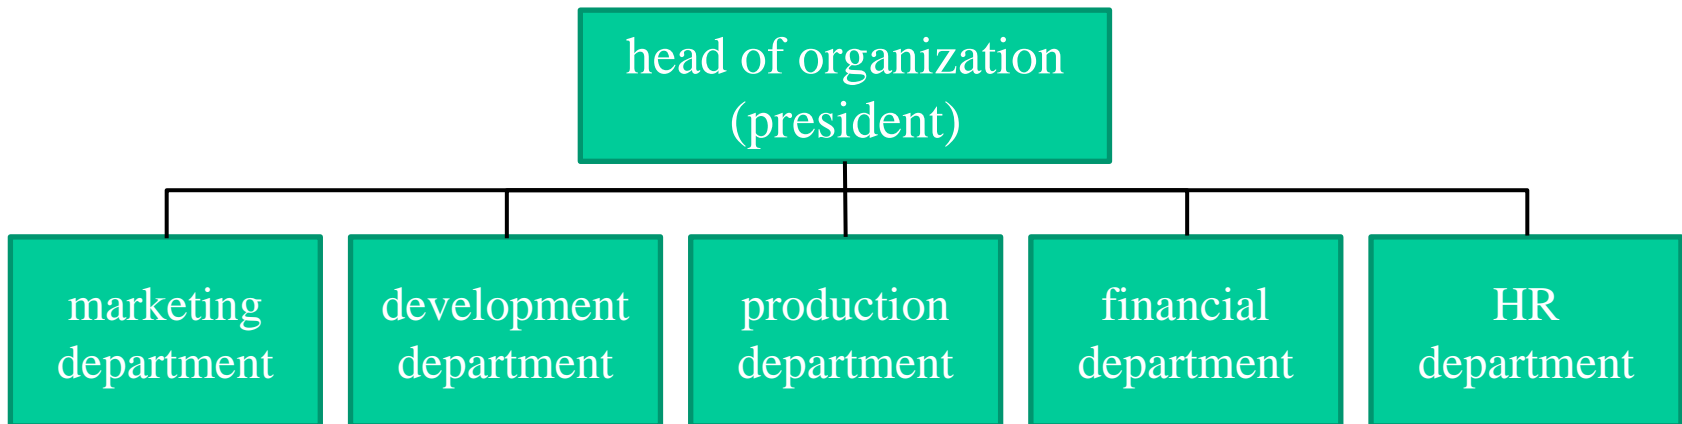 head of organization
(president)
marketing
department
development
department
production
department
financial
department
HR
department